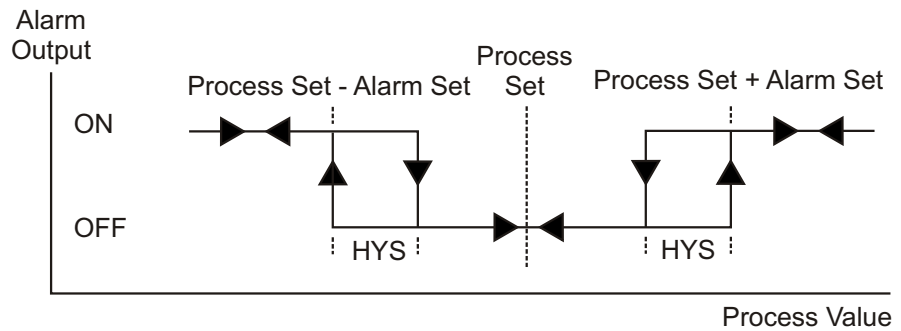 Alarm
Output
Process
Set
Process Set - Alarm Set
Process Set + Alarm Set
ON
OFF
HYS
HYS
Process Value